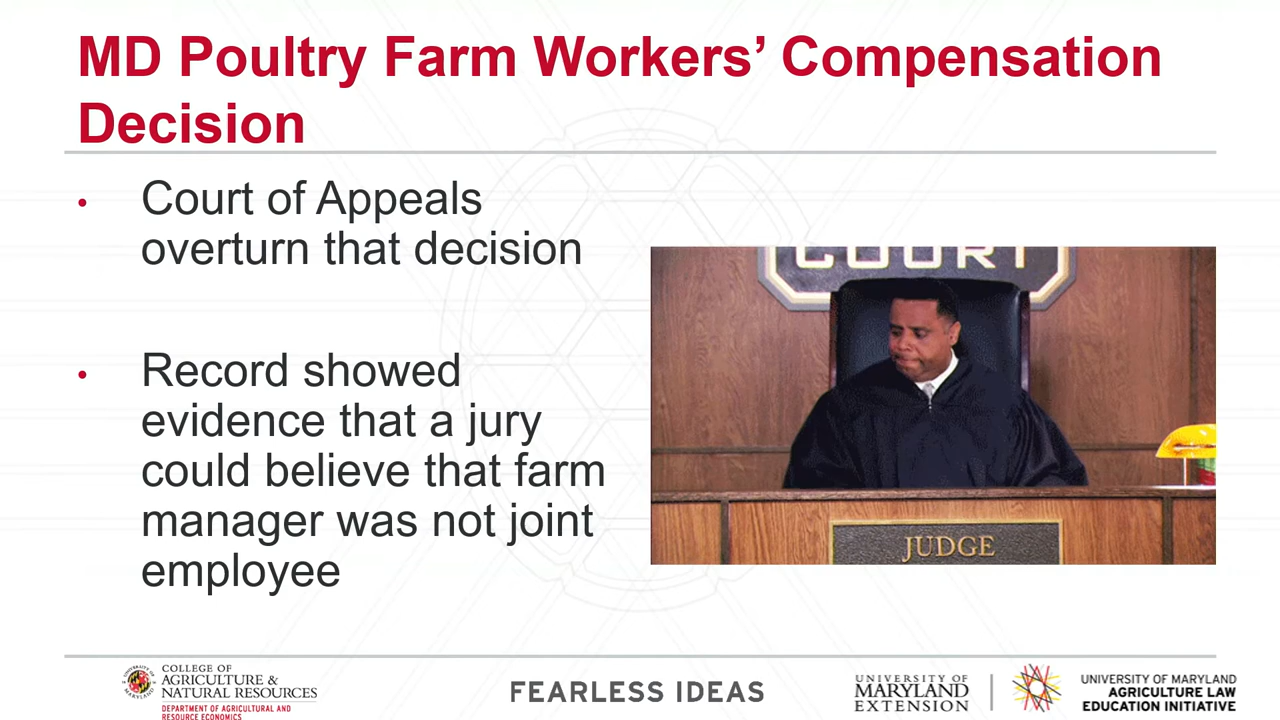 MD Poultry Farm Workers’ Compensation
Decision
• Court of Appeals
overturn that decision
• Record showed
evidence that a jury
could believe that farm
manager was not joint
employee
COURT
JUDGE
COLLEGE OF
AGRICULTURE &
NATURAL RESOURCES
DEPARTMENT OF AGRICULTURAL AND
RESOURCE ECONOMICS
FEARLESS IDEAS
UNIVERSITY OF
MARYLAND
EXTENSION
UNIVERSITY OF MARYLAND
AGRICULTURE LAW
EDUCATION INITIATIVE